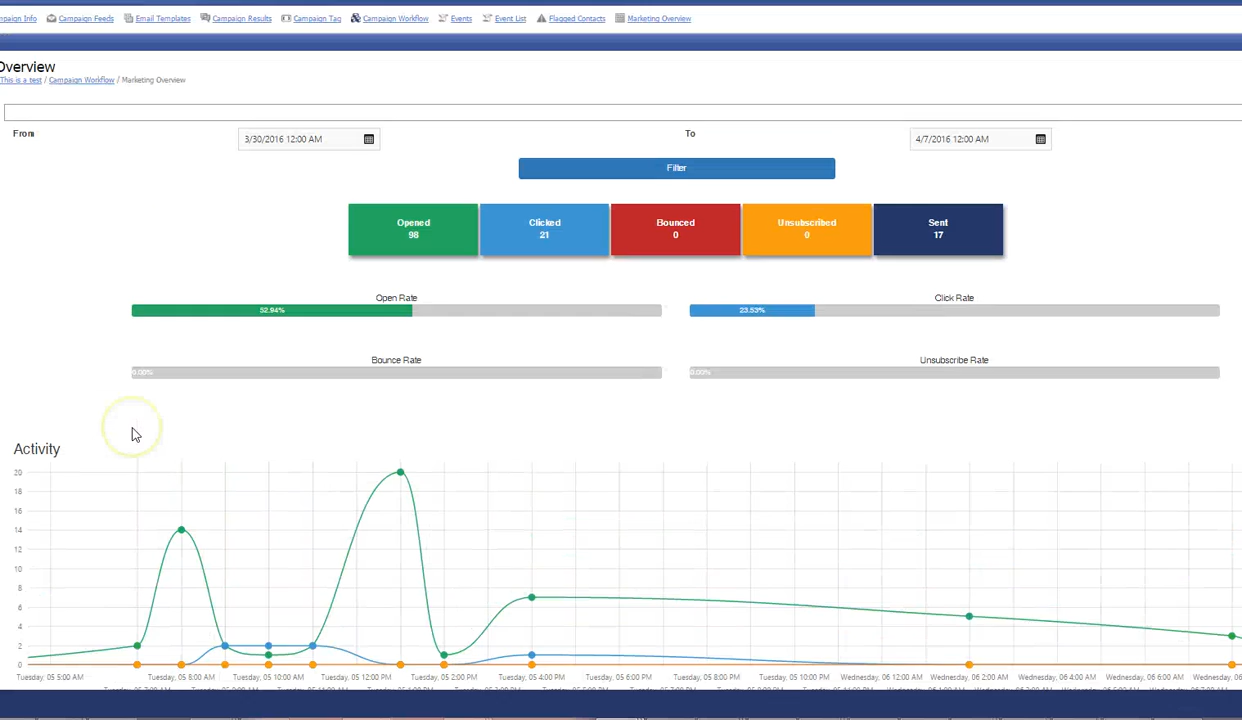 paign Info Campaign Feeds Email Templates Campaign Results Campaign Tag Campaign Workflow Events Event List Flagged Contacts Marketing Overview
Overview
This is a test / Campaign Workflow / Marketing Overview
From 3/30/2016 12:00 AM To 4/7/2016 12:00 AM
Filter
Opened Clicked Bounced Unsubscribed Sent
98 21 0 0 17
Open Rate Click Rate
52.94% 23.53%
Bounce Rate Unsubscribe Rate
0.00% 0.00%
Activity
20
18
16
14
12
10
8
6
4
2
0
Tuesday, 05 5:00 AM Tuesday, 05 8:00 AM Tuesday, 05 10:00 AM Tuesday, 05 12:00 PM Tuesday, 05 2:00 PM Tuesday, 05 4:00 PM Tuesday, 05 6:00 PM Tuesday, 05 8:00 PM Tuesday, 05 10:00 PM Wednesday, 06 12:00 AM Wednesday, 06 2:00 AM Wednesday, 06 4:00 AM Wednesday, 06 6:00 AM Wednesday, 06